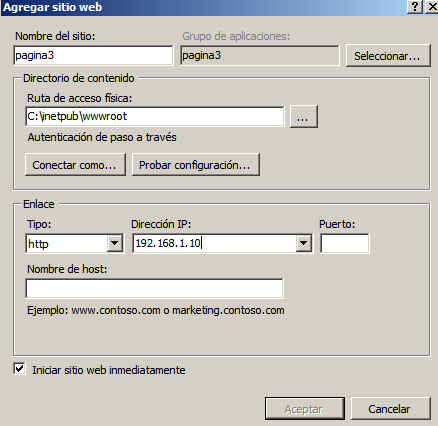 Agregar sitio web
Nombre del sitio: Grupo de aplicaciones:
pagina3 pagina3 Seleccionar...
Directorio de contenido
Ruta de acceso física:
C:\inetpub\wwwroot ...
Autenticación de paso a través
Conectar como... Probar configuración...
Enlace
Tipo: Dirección IP: Puerto:
http 192.168.1.10
Nombre de host:
Ejemplo: www.contoso.com o marketing.contoso.com
Iniciar sitio web inmediatamente
Aceptar Cancelar